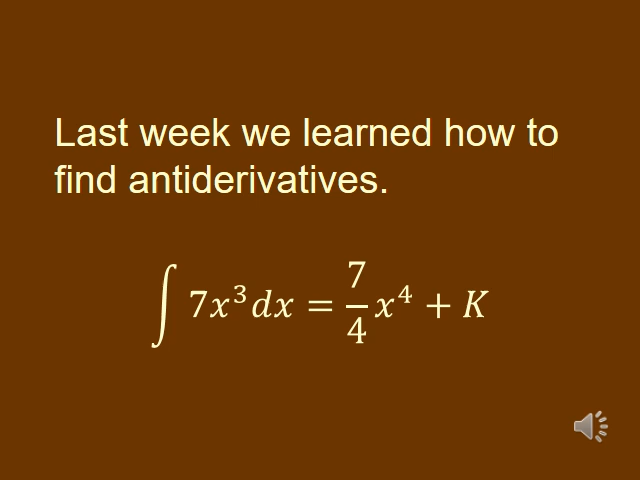 Last week we learned how to
find antiderivatives.
∫ 7x³dx = 7/4 x⁴ + K